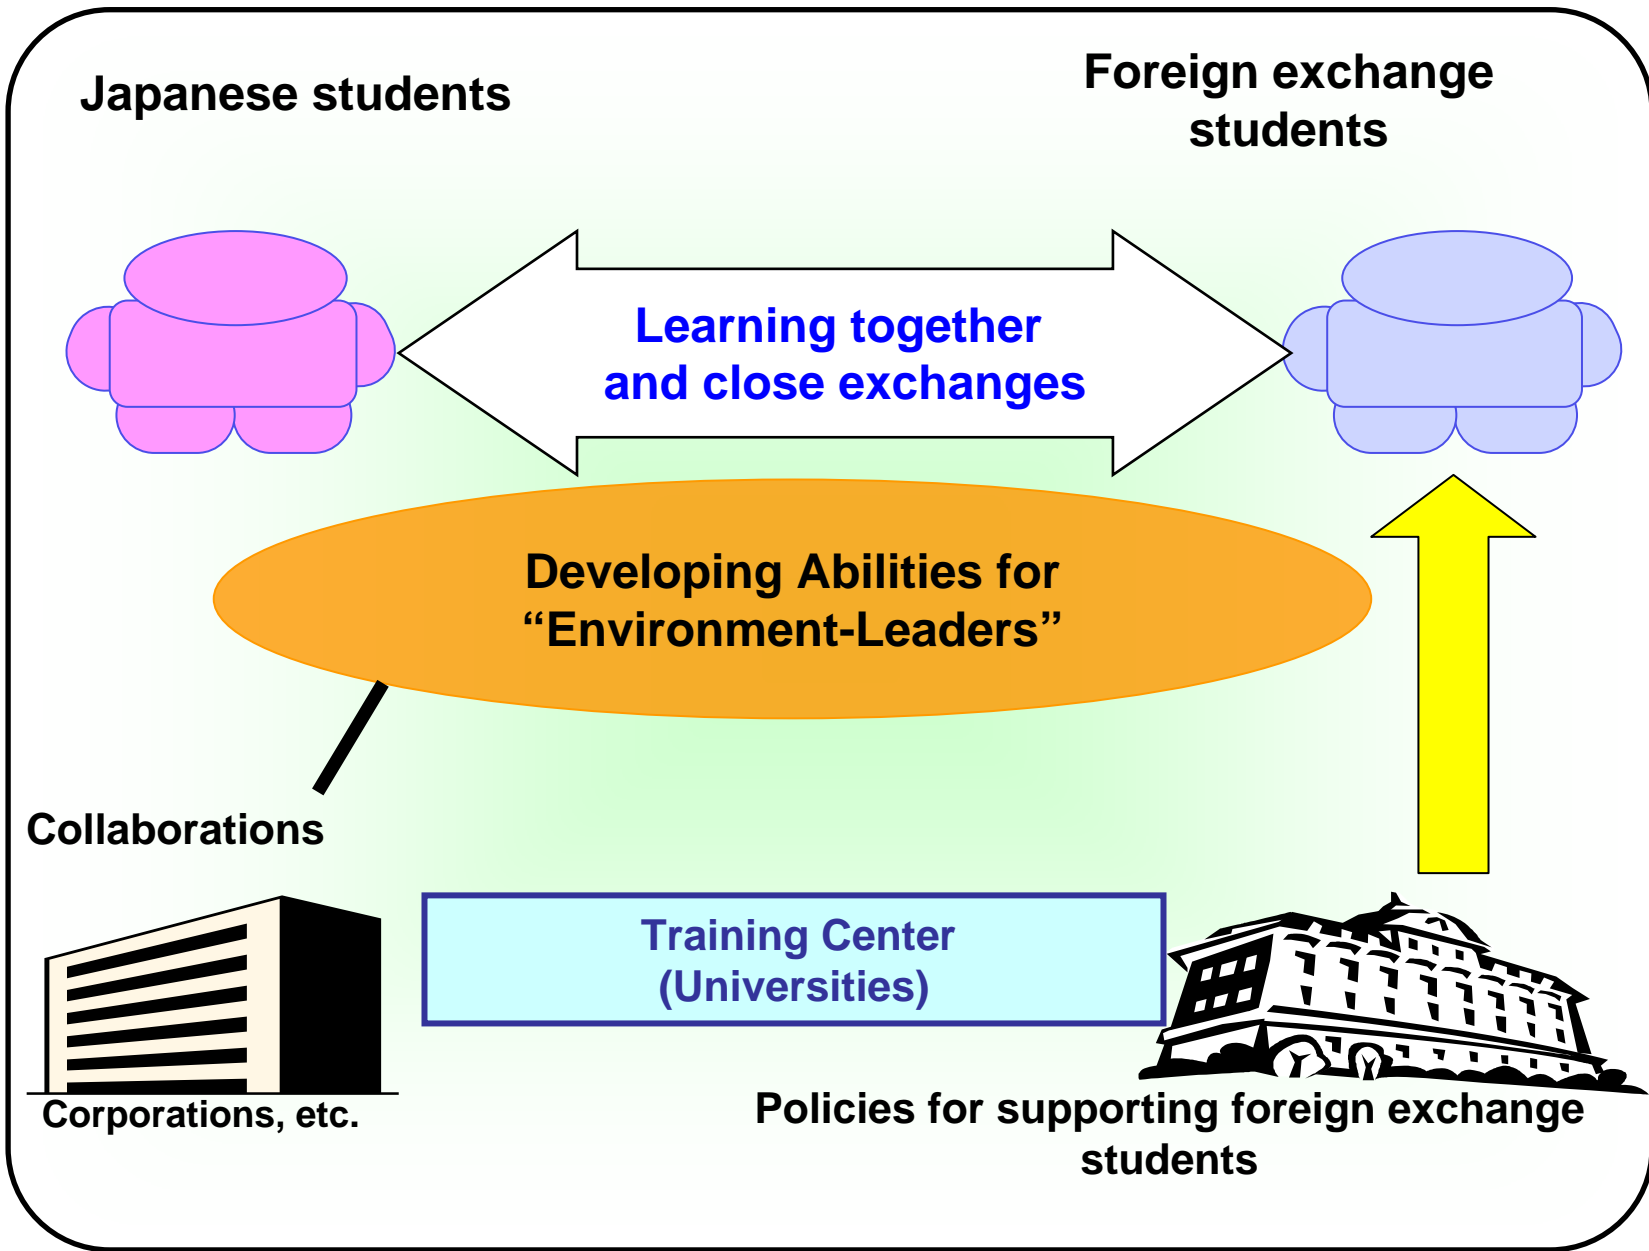 Japanese students
Foreign exchange
students
Learning together
and close exchanges
Developing Abilities for
“Environment-Leaders”
Collaborations
Training Center
(Universities)
Corporations, etc.
Policies for supporting foreign exchange
students